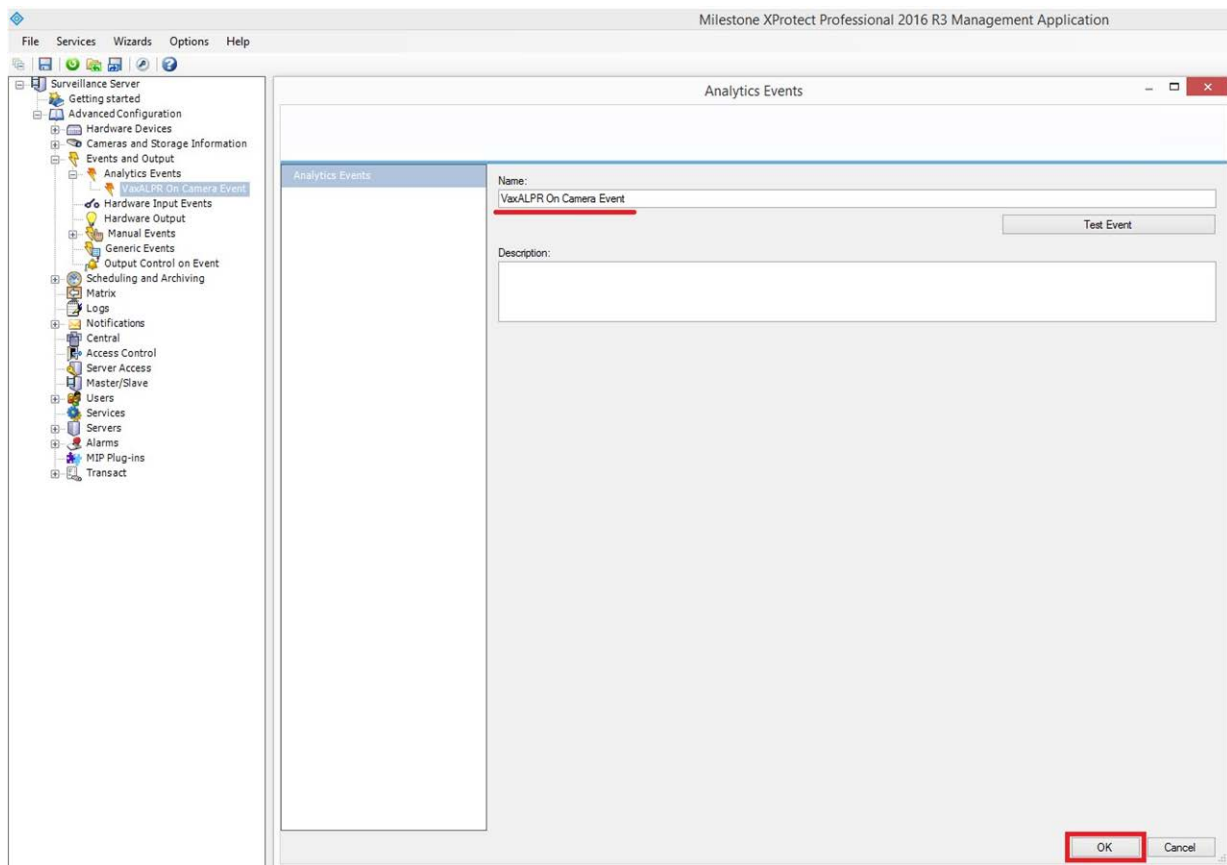 Milestone XProtect Professional 2016 R3 Management Application
File Services Wizards Options Help
Surveillance Server
Getting started
Advanced Configuration
Hardware Devices
Cameras and Storage Information
Events and Output
Analytics Events
VaxALPR On Camera Event
Hardware Input Events
Hardware Output
Manual Events
Generic Events
Output Control on Event
Scheduling and Archiving
Matrix
Logs
Notifications
Central
Access Control
Server Access
Master/Slave
Users
Services
Servers
Alarms
MIP Plug-ins
Transact
Analytics Events
Analytics Events
Name:
VaxALPR On Camera Event
Test Event
Description:
OK Cancel